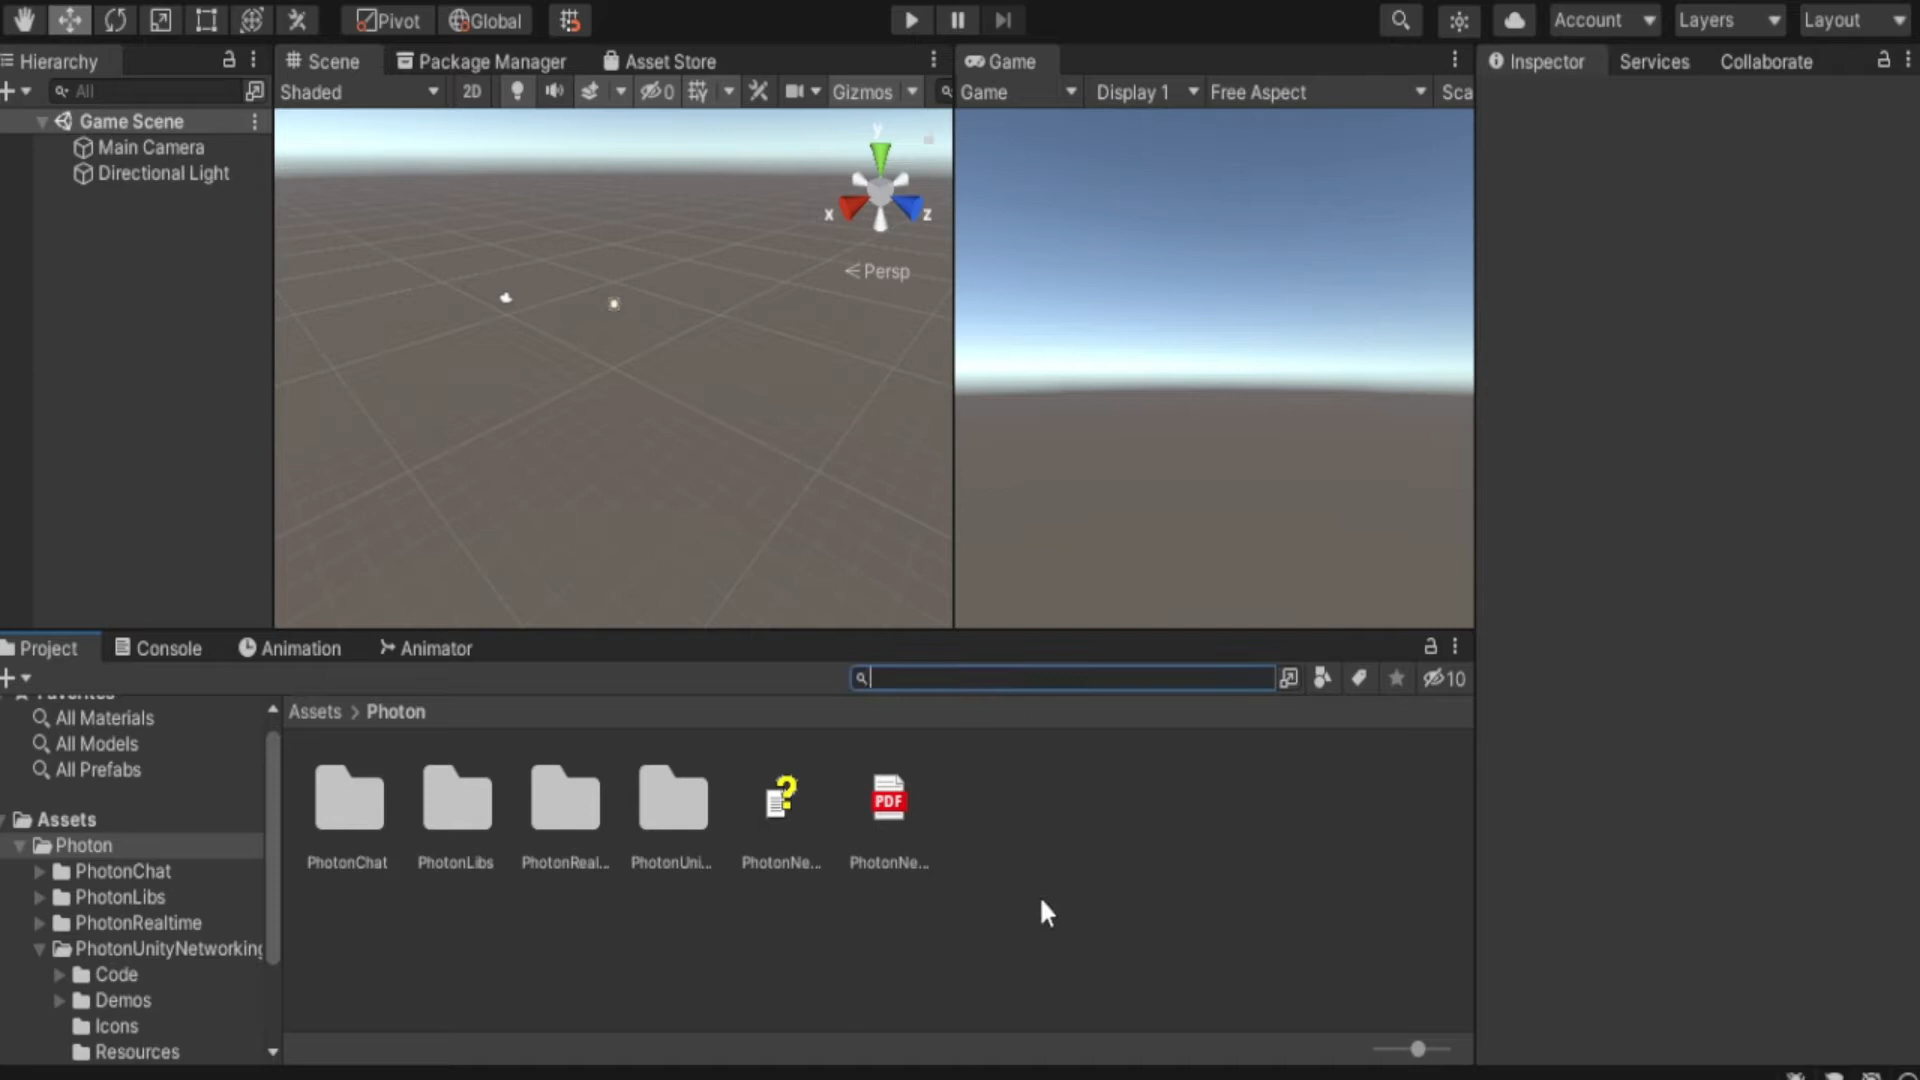 Pivot Global Account Layers Layout
Hierarchy Scene Package Manager Asset Store Game Inspector Services Collaborate
All Shaded 2D 0 Gizmos Game Display 1 Free Aspect Sca
Game Scene
Main Camera
Directional Light
y
x
z
Persp
Project Console Animation Animator
10
Favorites
All Materials
All Models
All Prefabs
Assets
Photon
PhotonChat
PhotonLibs
PhotonRealtime
PhotonUnityNetworking
Code
Demos
Icons
Resources
Assets > Photon
PhotonChat PhotonLibs PhotonReal... PhotonUni... PhotonNe... PhotonNe...
PDF